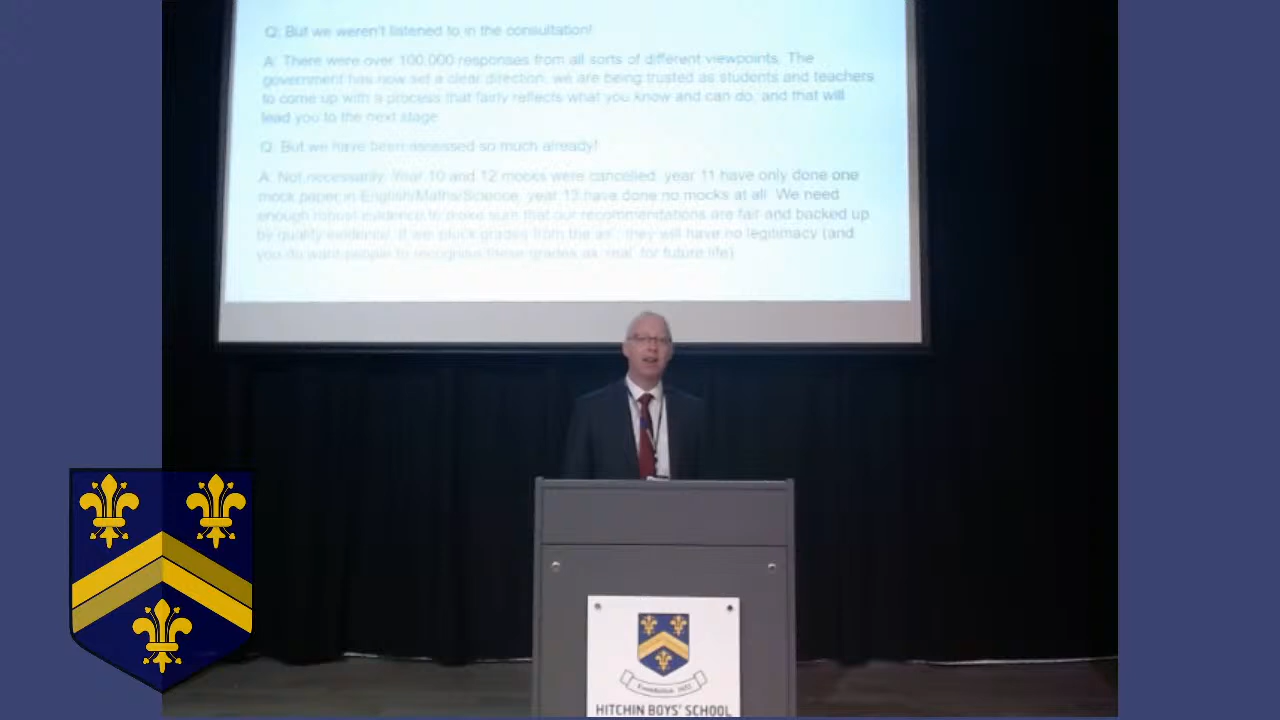 Q: But we weren't listened to in the consultation!
A: There were over 100,000 responses from all sorts of different viewpoints. The
government has now set a clear direction: we are being trusted as students and teachers
to come up with a process that fairly reflects what you know and can do, and that will
lead you to the next stage.
Q: But we have been assessed so much already!
A: Not necessarily. Year 10 and 12 mocks were cancelled, year 11 have only done one
mock paper in English/Maths/Science, year 13 have done no mocks at all. We need
enough robust evidence to make sure that our recommendations are fair and backed up
by quality evidence. If we 'pluck grades from the air', they will have no legitimacy (and
you do want people to recognise these grades as 'real' for future life).
HITCHIN BOYS' SCHOOL